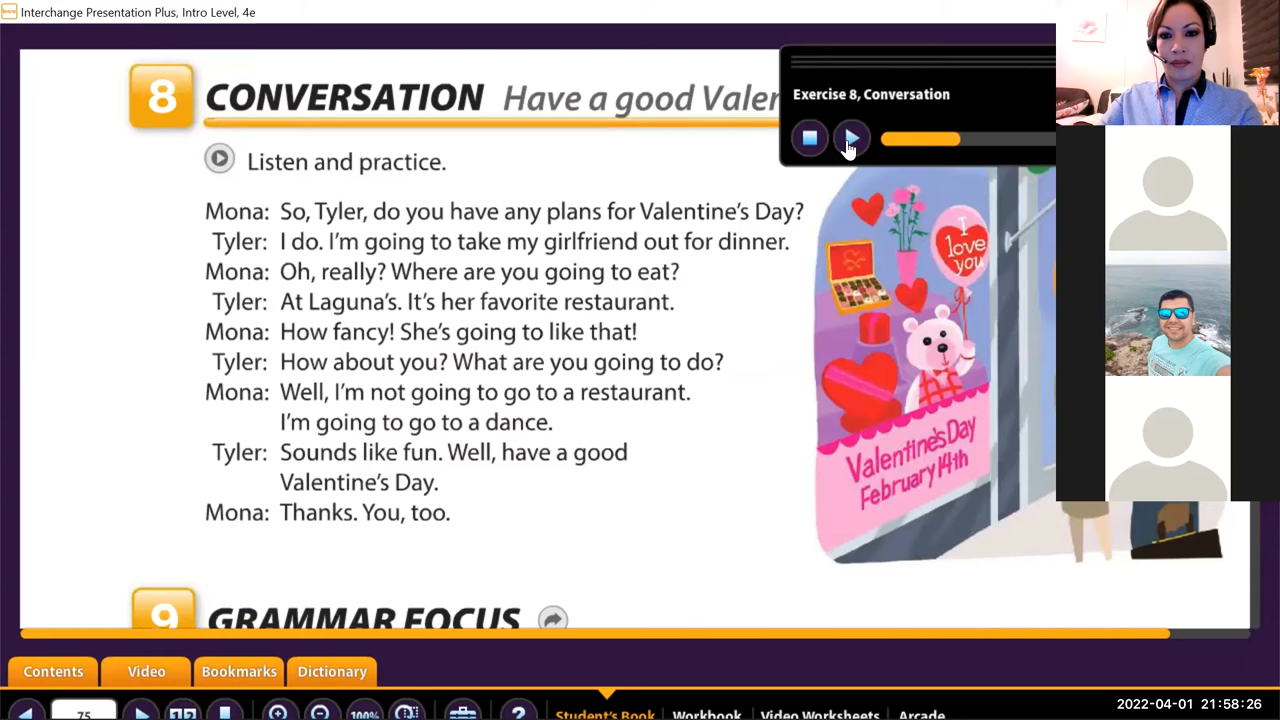 Interchange Presentation Plus, Intro Level, 4e
8 CONVERSATION Have a good Valen
Exercise 8, Conversation
Listen and practice.
Mona: So, Tyler, do you have any plans for Valentine's Day?
Tyler: I do. I'm going to take my girlfriend out for dinner.
Mona: Oh, really? Where are you going to eat?
Tyler: At Laguna's. It's her favorite restaurant.
Mona: How fancy! She's going to like that!
Tyler: How about you? What are you going to do?
Mona: Well, I'm not going to go to a restaurant.
I'm going to go to a dance.
Tyler: Sounds like fun. Well, have a good
Valentine's Day.
Mona: Thanks. You, too.
I
love
you
Valentine's Day
February 14th
9 GRAMMAR FOCUS
Contents Video Bookmarks Dictionary
75 100% ? Student's Book Workbook Video Worksheets Arcade
2022-04-01 21:58:26